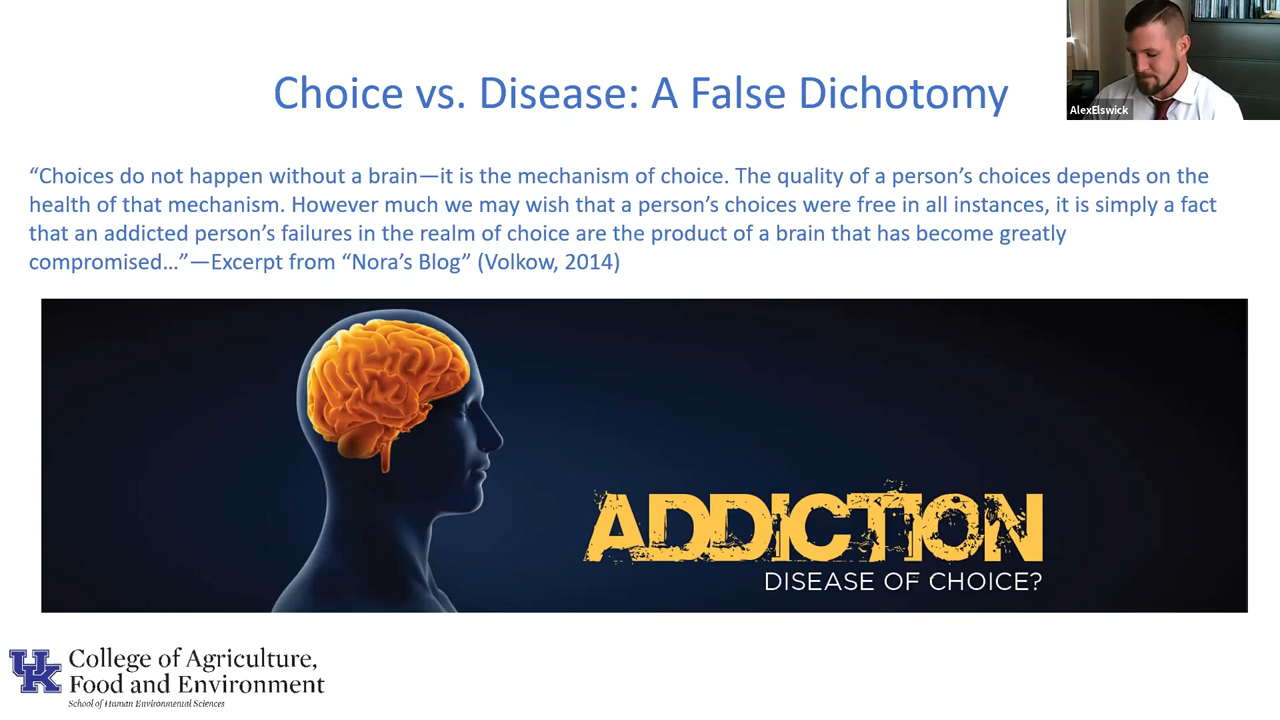 AlexElswick
Choice vs. Disease: A False Dichotomy
“Choices do not happen without a brain—it is the mechanism of choice. The quality of a person’s choices depends on the
health of that mechanism. However much we may wish that a person’s choices were free in all instances, it is simply a fact
that an addicted person’s failures in the realm of choice are the product of a brain that has become greatly
compromised…”—Excerpt from “Nora’s Blog” (Volkow, 2014)
ADDICTION
DISEASE OF CHOICE?
UK
College of Agriculture,
Food and Environment
School of Human Environmental Sciences